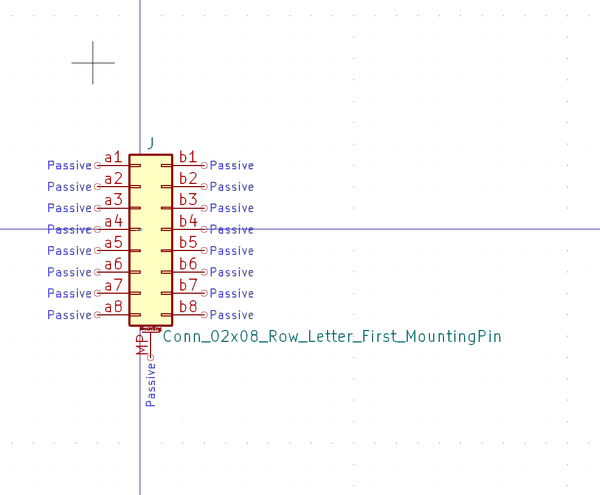 J
Passive a1 b1 Passive
Passive a2 b2 Passive
Passive a3 b3 Passive
Passive a4 b4 Passive
Passive a5 b5 Passive
Passive a6 b6 Passive
Passive a7 b7 Passive
Passive a8 b8 Passive
Mounting
Conn_02x08_Row_Letter_First_MountingPin
MP
Passive